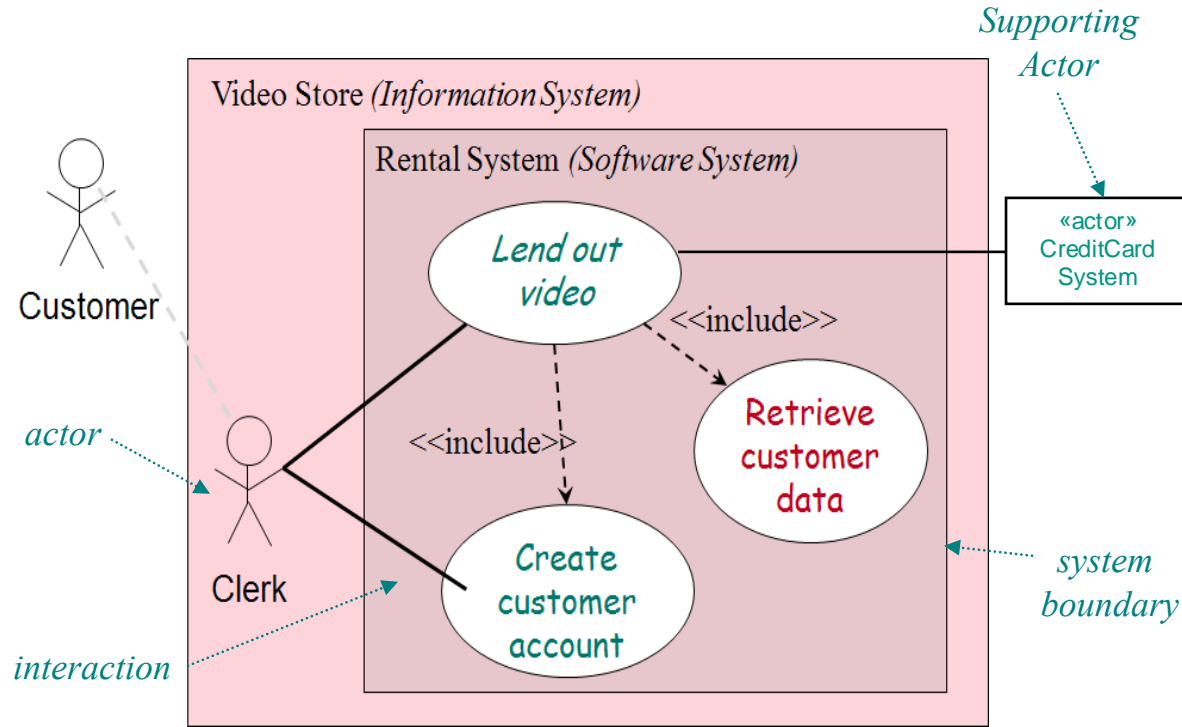 Supporting
Actor
Video Store (Information System)
Rental System (Software System)
«actor»
CreditCard
System
Lend out
video
Customer
<<include>>
Retrieve
customer
data
actor
<<include>>
Create
customer
account
Clerk
system
boundary
interaction